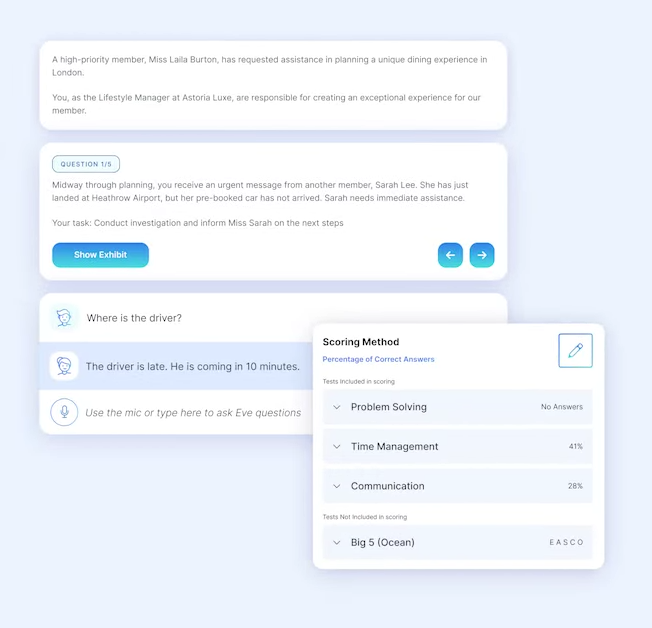 A high-priority member, Miss Laila Burton, has requested assistance in planning a unique dining experience in
London.
You, as the Lifestyle Manager at Astoria Luxe, are responsible for creating an exceptional experience for our
member.
QUESTION 1/5
Midway through planning, you receive an urgent message from another member, Sarah Lee. She has just
landed at Heathrow Airport, but her pre-booked car has not arrived. Sarah needs immediate assistance.
Your task: Conduct investigation and inform Miss Sarah on the next steps
Show Exhibit
Where is the driver?
The driver is late. He is coming in 10 minutes.
Use the mic or type here to ask Eve questions
Scoring Method
Percentage of Correct Answers
Tests Included in scoring
Problem Solving No Answers
Time Management 41%
Communication 28%
Tests Not Included in scoring
Big 5 (Ocean) E A S C O